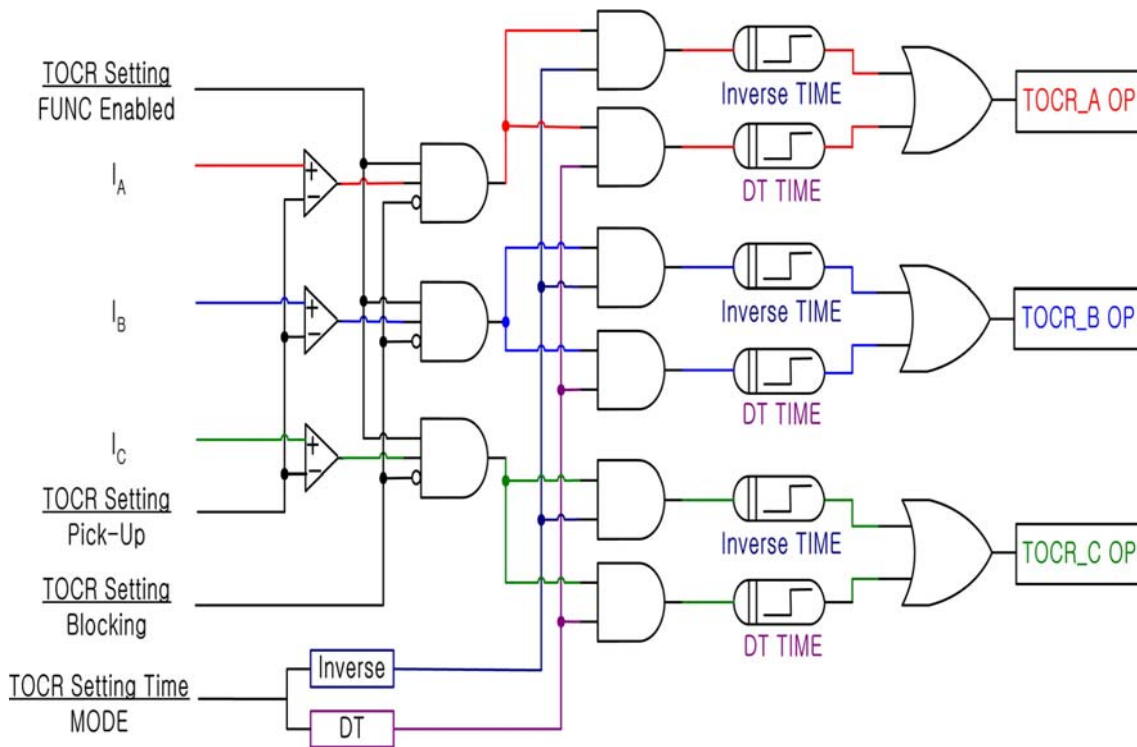 TOCR Setting
FUNC Enabled
I_A
+
−
I_B
+
−
I_C
+
−
TOCR Setting
Pick-Up
TOCR Setting
Blocking
TOCR Setting Time
MODE
Inverse
DT
Inverse TIME
DT TIME
TOCR_A OP
Inverse TIME
DT TIME
TOCR_B OP
Inverse TIME
DT TIME
TOCR_C OP